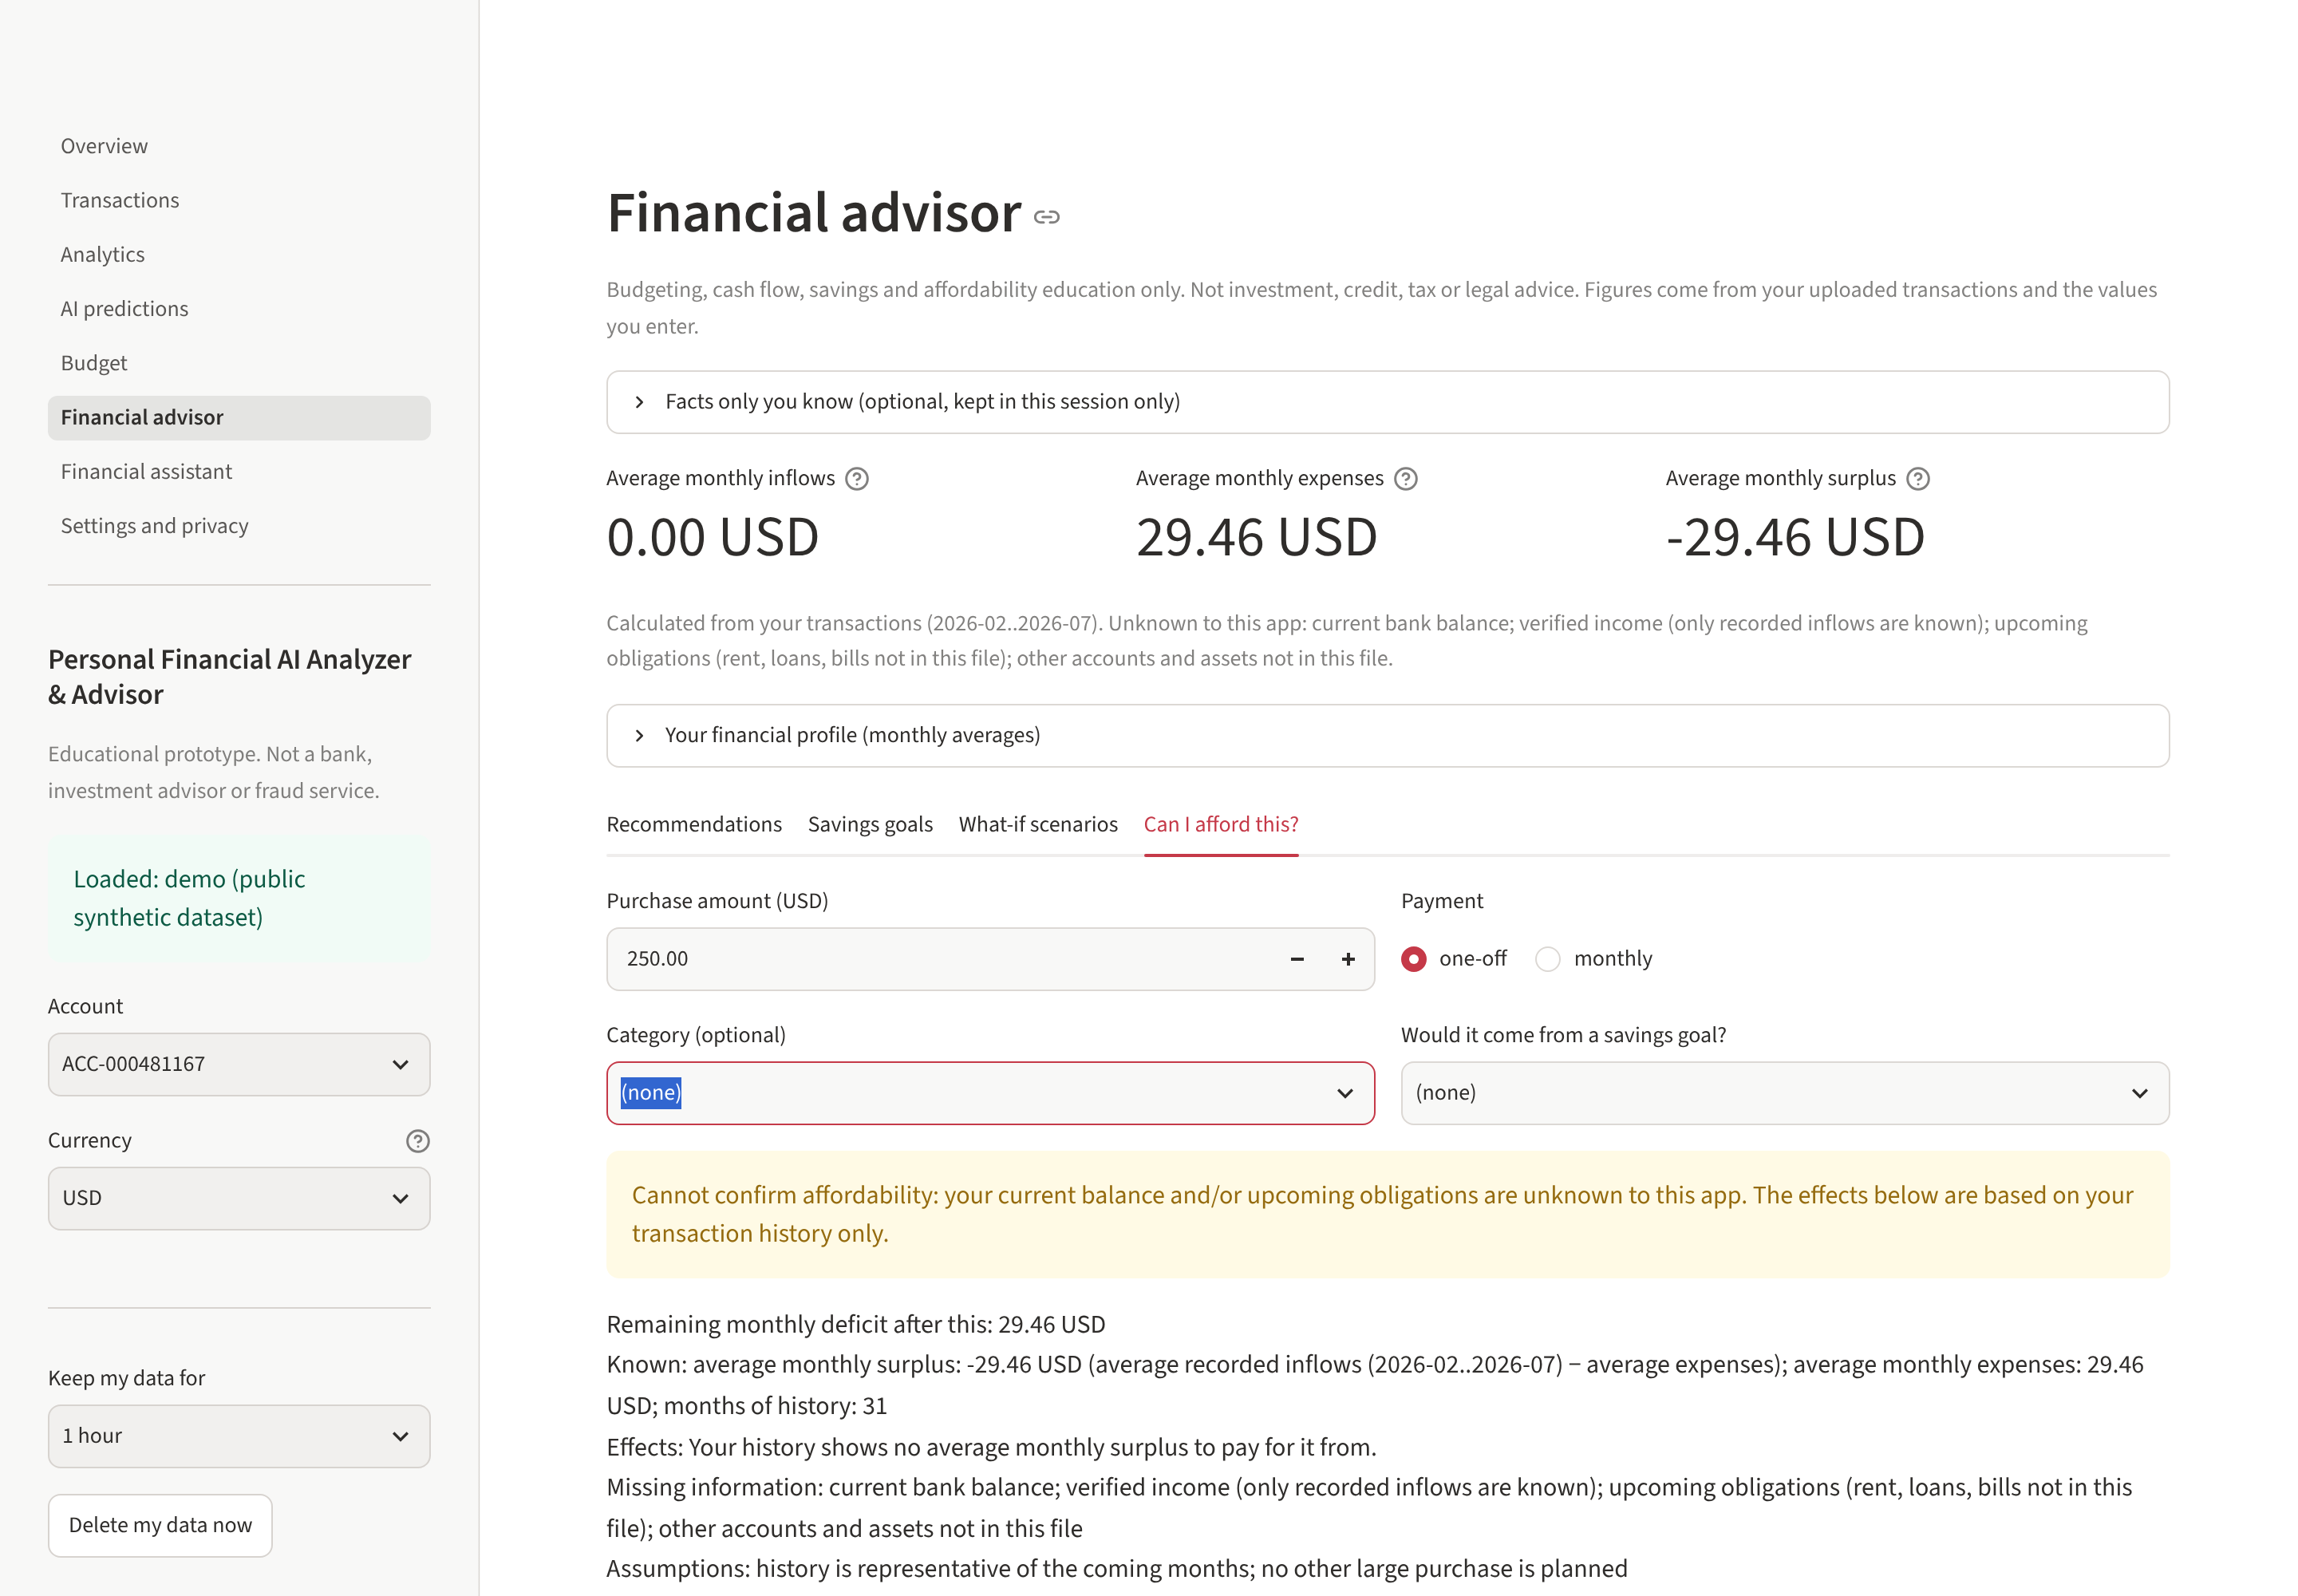 Overview
Transactions
Analytics
AI predictions
Budget
Financial advisor
Financial assistant
Settings and privacy
Personal Financial AI Analyzer
& Advisor
Educational prototype. Not a bank,
investment advisor or fraud service.
Loaded: demo (public
synthetic dataset)
Account
ACC-000481167
Currency
USD
Keep my data for
1 hour
Delete my data now
Financial advisor
Budgeting, cash flow, savings and affordability education only. Not investment, credit, tax or legal advice. Figures come from your uploaded transactions and the values
you enter.
Facts only you know (optional, kept in this session only)
Average monthly inflows
0.00 USD
Average monthly expenses
29.46 USD
Average monthly surplus
-29.46 USD
Calculated from your transactions (2026-02..2026-07). Unknown to this app: current bank balance; verified income (only recorded inflows are known); upcoming
obligations (rent, loans, bills not in this file); other accounts and assets not in this file.
Your financial profile (monthly averages)
Recommendations Savings goals What-if scenarios Can I afford this?
Purchase amount (USD)
250.00
Payment
one-off monthly
Category (optional)
(none)
Would it come from a savings goal?
(none)
Cannot confirm affordability: your current balance and/or upcoming obligations are unknown to this app. The effects below are based on your
transaction history only.
Remaining monthly deficit after this: 29.46 USD
Known: average monthly surplus: -29.46 USD (average recorded inflows (2026-02..2026-07) − average expenses); average monthly expenses: 29.46
USD; months of history: 31
Effects: Your history shows no average monthly surplus to pay for it from.
Missing information: current bank balance; verified income (only recorded inflows are known); upcoming obligations (rent, loans, bills not in this
file); other accounts and assets not in this file
Assumptions: history is representative of the coming months; no other large purchase is planned